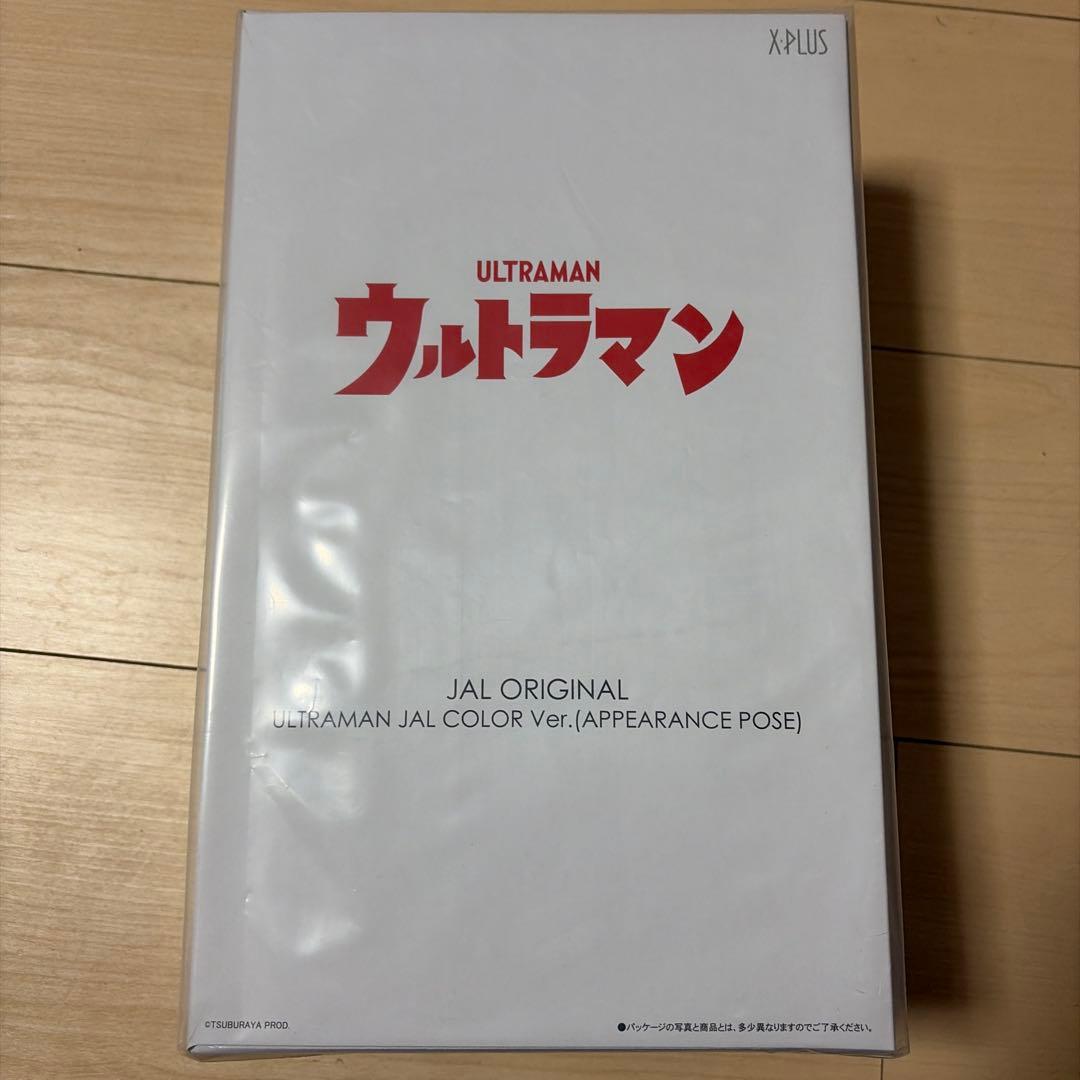 X·PLUS
ULTRAMAN
ウルトラマン
JAL ORIGINAL
ULTRAMAN JAL COLOR Ver.(APPEARANCE POSE)
©TSUBURAYA PROD.
●パッケージの写真と商品とは、多少異なりますのでご了承ください。